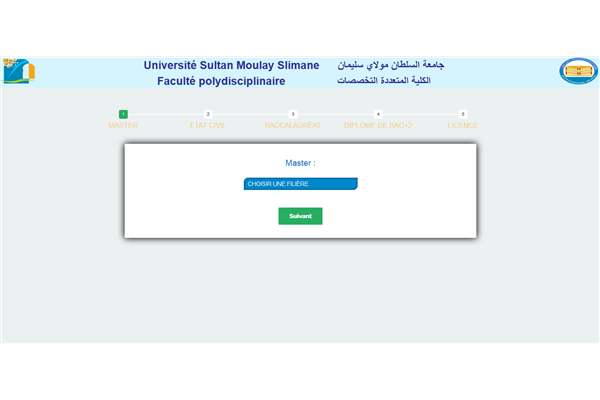 Université Sultan Moulay Slimane
جامعة السلطان مولاي سليمان
Faculté polydisciplinaire
الكلية المتعددة التخصصات
1
2
3
4
5
MASTER
ETAT CIVIL
BACCALAURÉAT
DIPLOME DE BAC+2
LICENCE
Master :
CHOISIR UNE FILIÈRE
Suivant